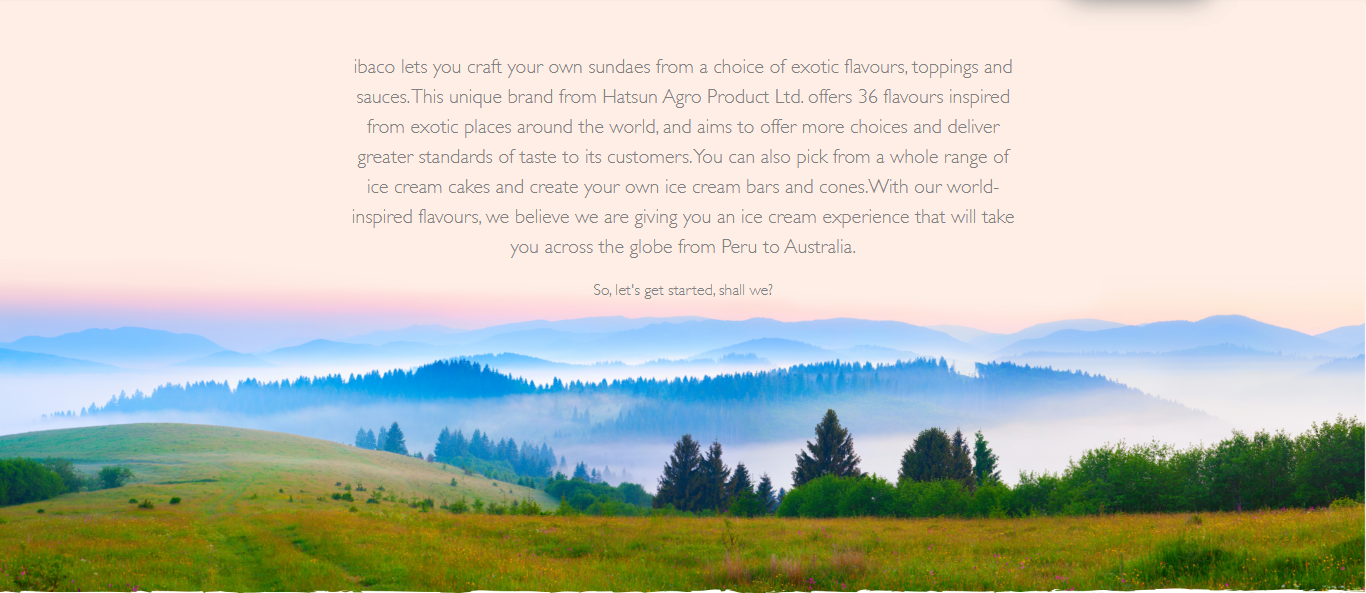 ibaco lets you craft your own sundaes from a choice of exotic flavours, toppings and
sauces. This unique brand from Hatsun Agro Product Ltd. offers 36 flavours inspired
from exotic places around the world, and aims to offer more choices and deliver
greater standards of taste to its customers. You can also pick from a whole range of
ice cream cakes and create your own ice cream bars and cones. With our world-
inspired flavours, we believe we are giving you an ice cream experience that will take
you across the globe from Peru to Australia.
So, let's get started, shall we?